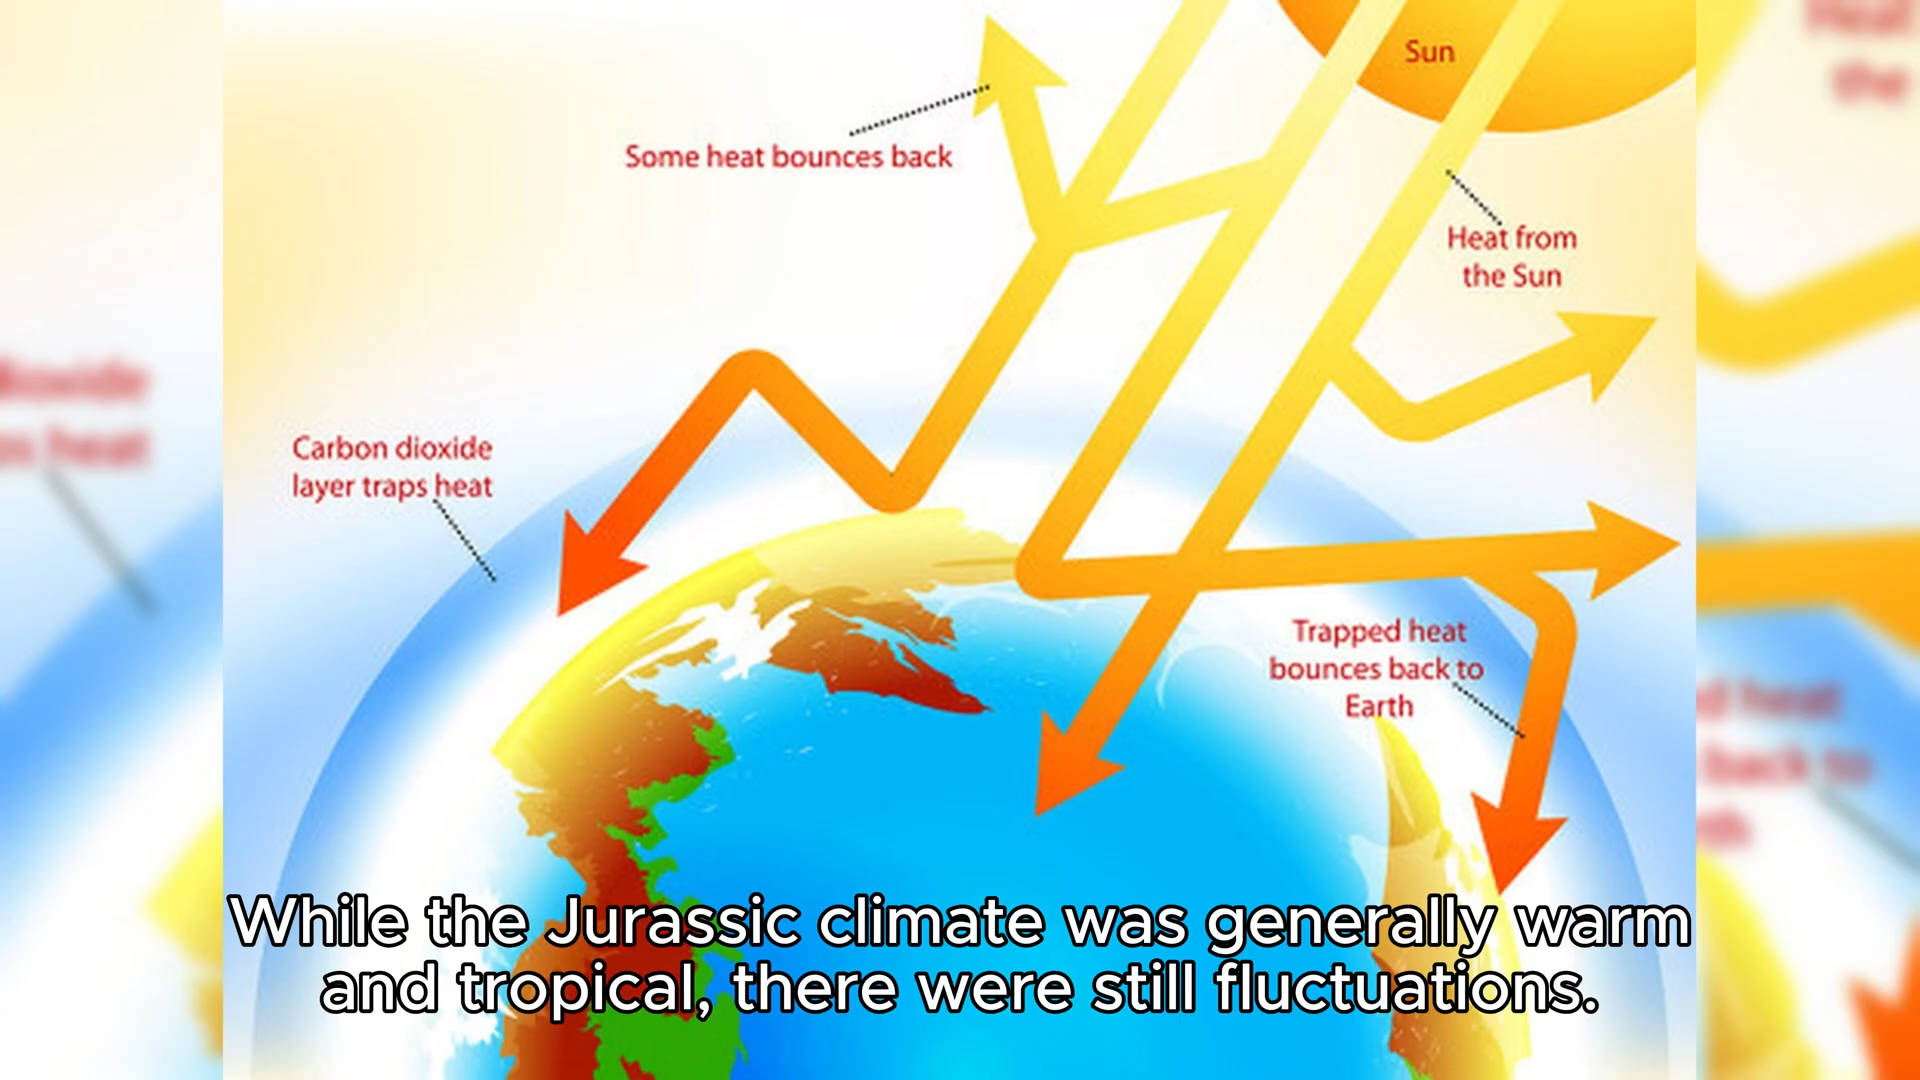 Sun
Some heat bounces back
Heat from
the Sun
Carbon dioxide
layer traps heat
Trapped heat
bounces back to
Earth
While the Jurassic climate was generally warm
and tropical, there were still fluctuations.